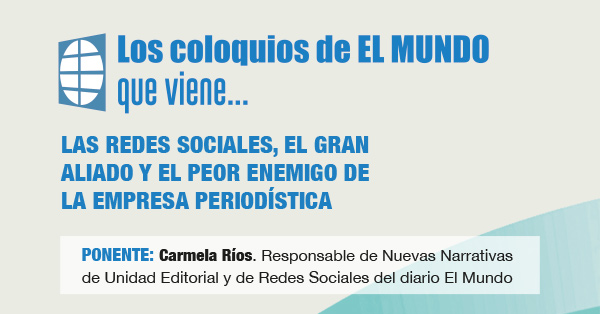 Los coloquios de EL MUNDO
que viene...
LAS REDES SOCIALES, EL GRAN
ALIADO Y EL PEOR ENEMIGO DE
LA EMPRESA PERIODÍSTICA
PONENTE: Carmela Ríos. Responsable de Nuevas Narrativas
de Unidad Editorial y de Redes Sociales del diario El Mundo